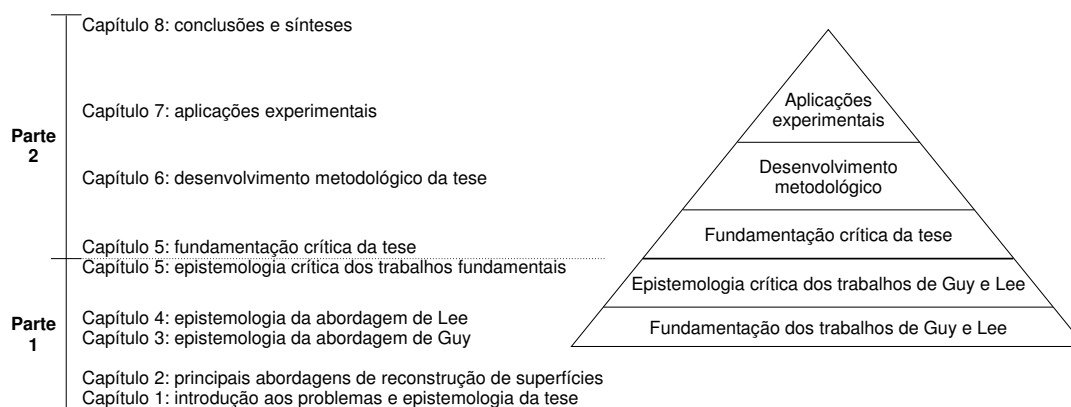 Capítulo 8: conclusões e sínteses
Capítulo 7: aplicações experimentais
Parte
2
Capítulo 6: desenvolvimento metodológico da tese
Capítulo 5: fundamentação crítica da tese
Capítulo 5: epistemologia crítica dos trabalhos fundamentais
Parte
1
Capítulo 4: epistemologia da abordagem de Lee
Capítulo 3: epistemologia da abordagem de Guy
Capítulo 2: principais abordagens de reconstrução de superfícies
Capítulo 1: introdução aos problemas e epistemologia da tese
Aplicações
experimentais
Desenvolvimento
metodológico
Fundamentação crítica da tese
Epistemologia crítica dos trabalhos de Guy e Lee
Fundamentação dos trabalhos de Guy e Lee